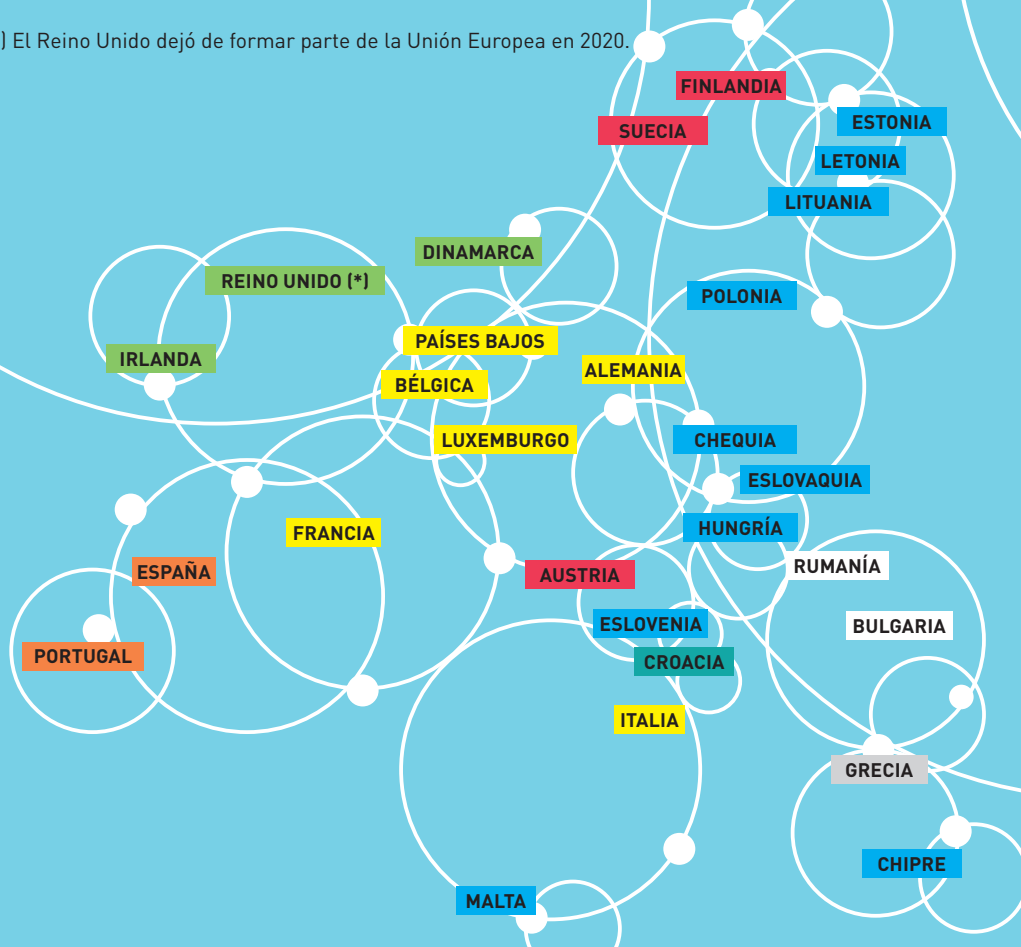 ) El Reino Unido dejó de formar parte de la Unión Europea en 2020.
FINLANDIA
SUECIA
ESTONIA
LETONIA
LITUANIA
DINAMARCA
REINO UNIDO (*)
POLONIA
PAÍSES BAJOS
IRLANDA
ALEMANIA
BÉLGICA
LUXEMBURGO
CHEQUIA
ESLOVAQUIA
FRANCIA
HUNGRÍA
RUMANÍA
ESPAÑA
AUSTRIA
ESLOVENIA
BULGARIA
PORTUGAL
CROACIA
ITALIA
GRECIA
CHIPRE
MALTA